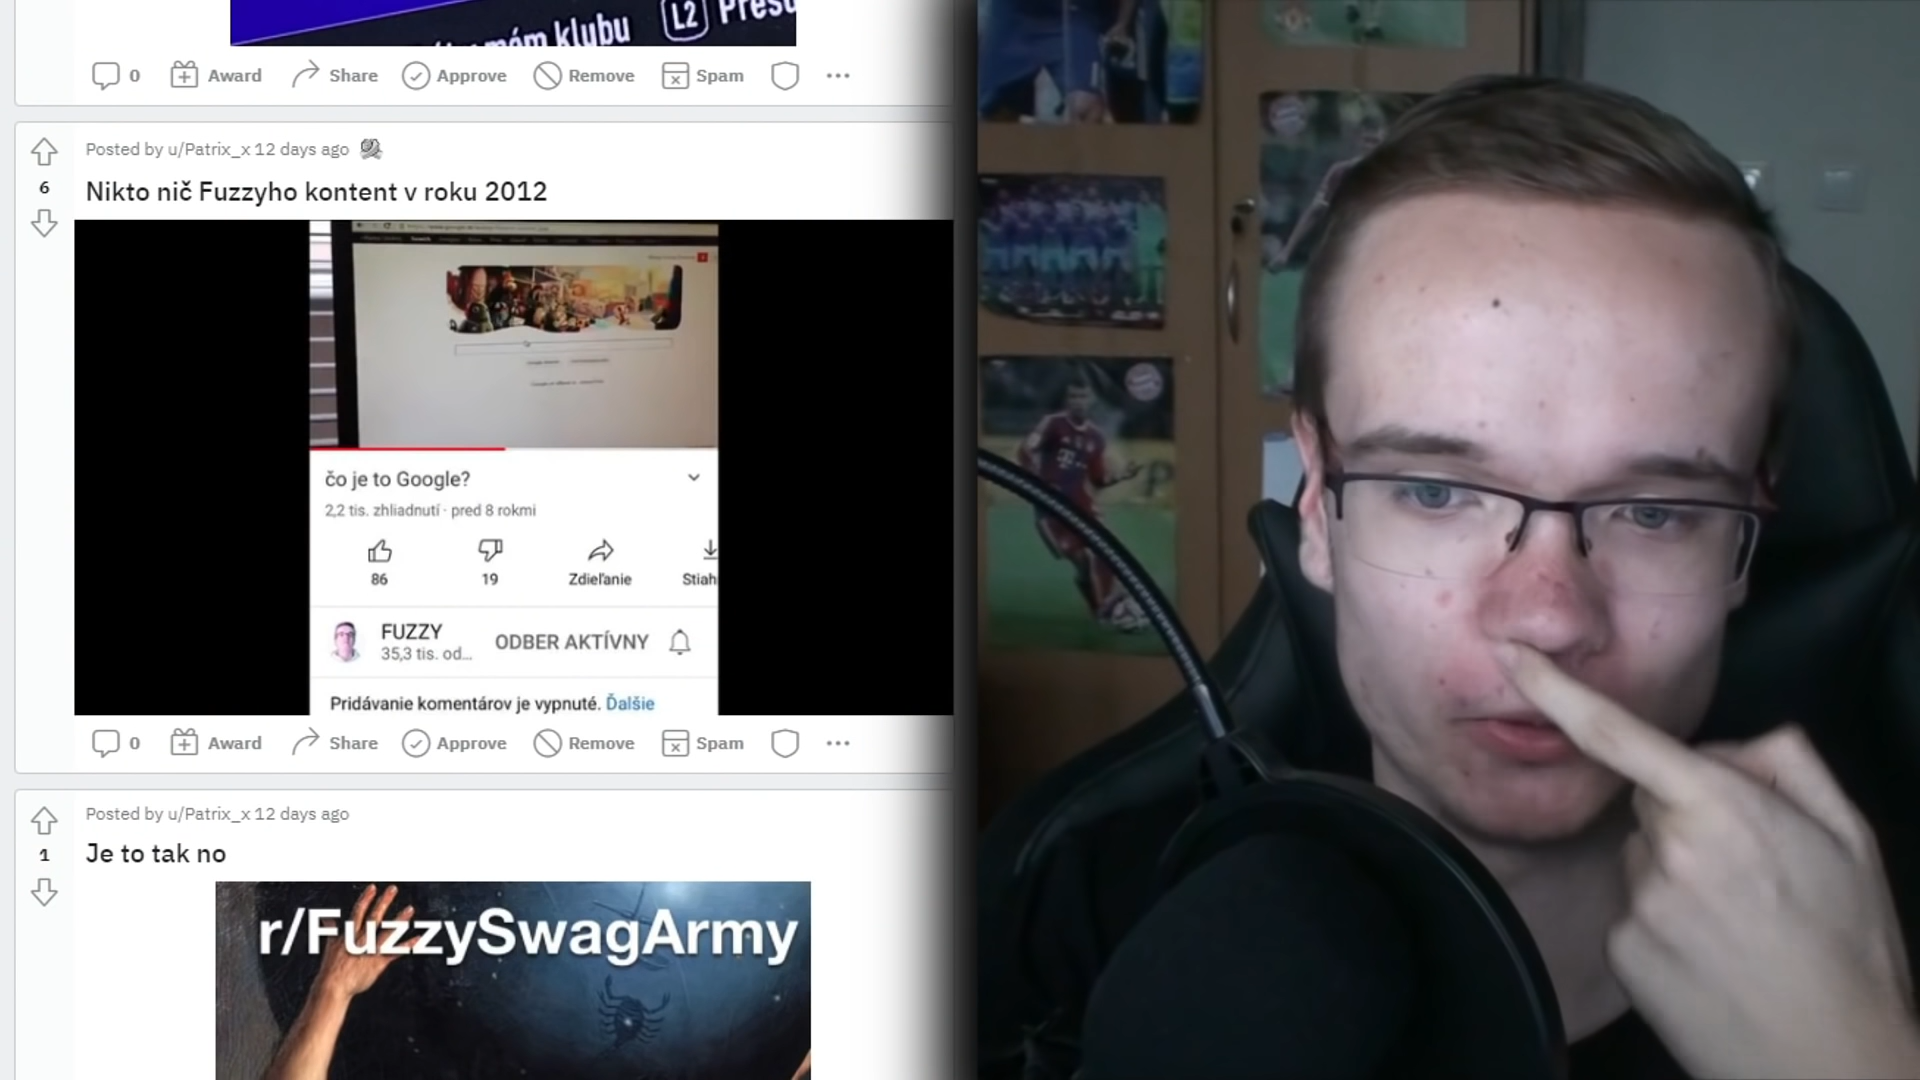 mám klubu L2
0 Award Share Approve Remove Spam
Posted by u/Patrix_x 12 days ago
6
Nikto nič Fuzzyho kontent v roku 2012
čo je to Google?
2,2 tis. zhliadnutí · pred 8 rokmi
86 19 Zdieľanie Stiah
FUZZY
35,3 tis. od...
ODBER AKTÍVNY
Pridávanie komentárov je vypnuté. Ďalšie
0 Award Share Approve Remove Spam
Posted by u/Patrix_x 12 days ago
1
Je to tak no
r/FuzzySwagArmy